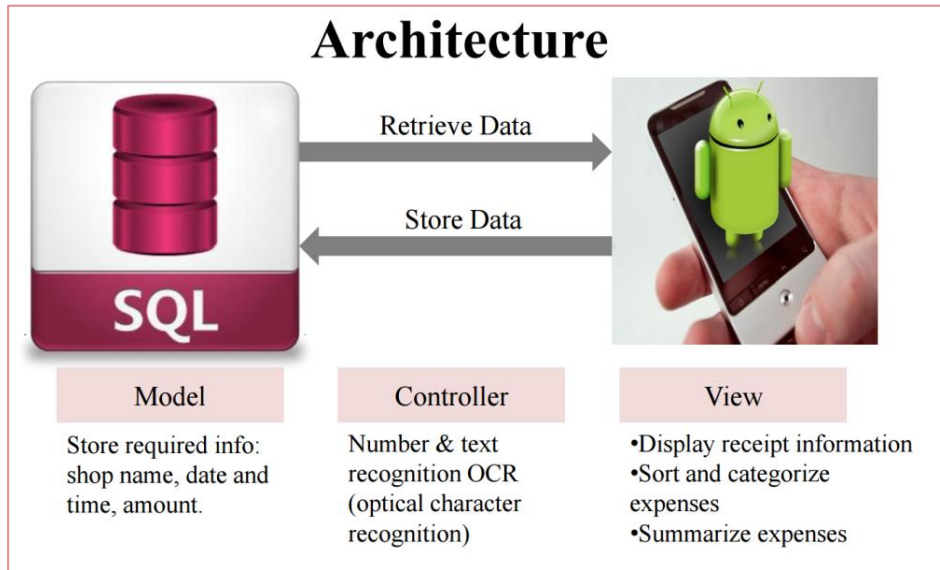 Architecture
Retrieve Data
Store Data
SQL
Model
Controller
View
Store required info:
shop name, date and
time, amount.
Number & text
recognition OCR
(optical character
recognition)
•Display receipt information
•Sort and categorize
expenses
•Summarize expenses